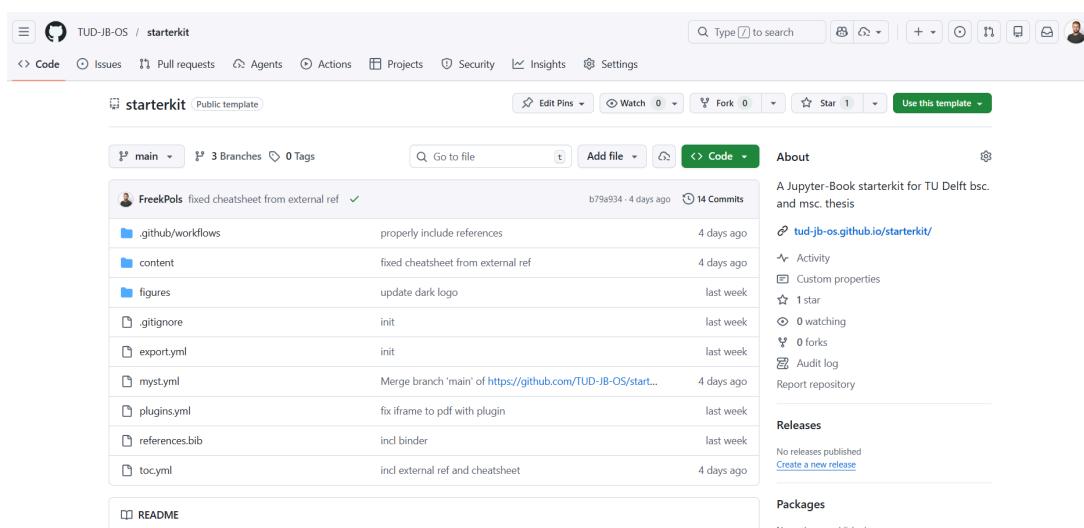 TUD-JB-OS / starterkit
Type / to search
Code
Issues
Pull requests
Agents
Actions
Projects
Security
Insights
Settings
starterkit Public template
Edit Pins
Watch 0
Fork 0
Star 1
Use this template
main
3 Branches
0 Tags
Go to file t
Add file
Code
FreekPols fixed cheatsheet from external ref b79a934 · 4 days ago 14 Commits
.github/workflows properly include references 4 days ago
content fixed cheatsheet from external ref 4 days ago
figures update dark logo last week
.gitignore init last week
export.yml init last week
myst.yml Merge branch 'main' of https://github.com/TUD-JB-OS/start... 4 days ago
plugins.yml fix iframe to pdf with plugin last week
references.bib incl binder last week
toc.yml incl external ref and cheatsheet 4 days ago
README
About
A Jupyter-Book starterkit for TU Delft bsc.
and msc. thesis
tud-jb-os.github.io/starterkit/
Activity
Custom properties
1 star
0 watching
0 forks
Audit log
Report repository
Releases
No releases published
Create a new release
Packages